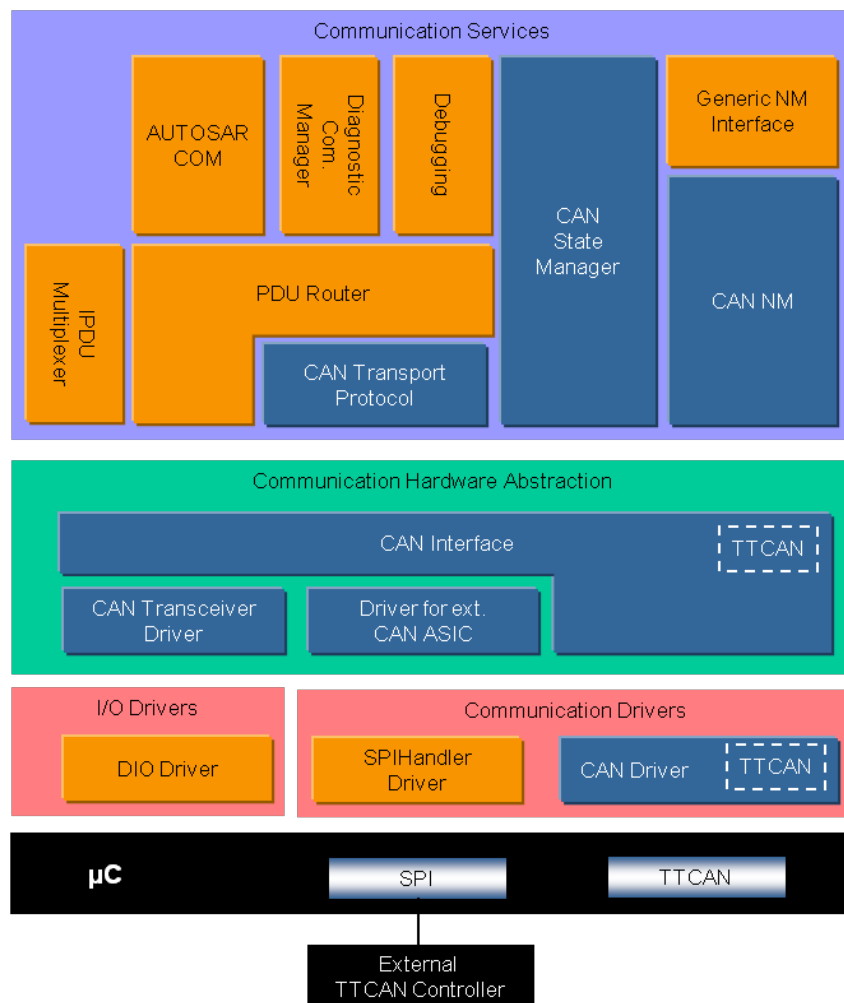 Communication Services
AUTOSAR
COM
Diagnostic
Com.
Manager
Debugging
CAN
State
Manager
Generic NM
Interface
CAN NM
IPDU
Multiplexer
PDU Router
CAN Transport
Protocol
Communication Hardware Abstraction
CAN Interface
TTCAN
CAN Transceiver
Driver
Driver for ext.
CAN ASIC
I/O Drivers
DIO Driver
Communication Drivers
SPIHandler
Driver
CAN Driver
TTCAN
µC
SPI
TTCAN
External
TTCAN Controller